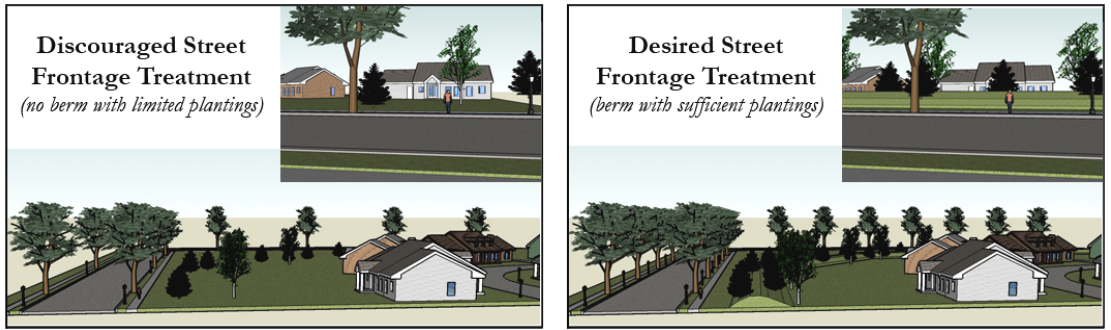 Discouraged Street
Frontage Treatment
(no berm with limited plantings)
Desired Street
Frontage Treatment
(berm with sufficient plantings)